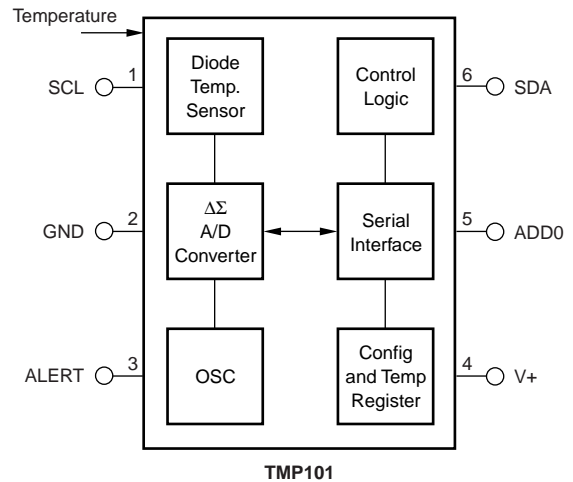 Temperature
SCL
1
Diode
Temp.
Sensor
Control
Logic
6
SDA
GND
2
ΔΣ
A/D
Converter
Serial
Interface
5
ADD0
ALERT
3
OSC
Config
and Temp
Register
4
V+
TMP101